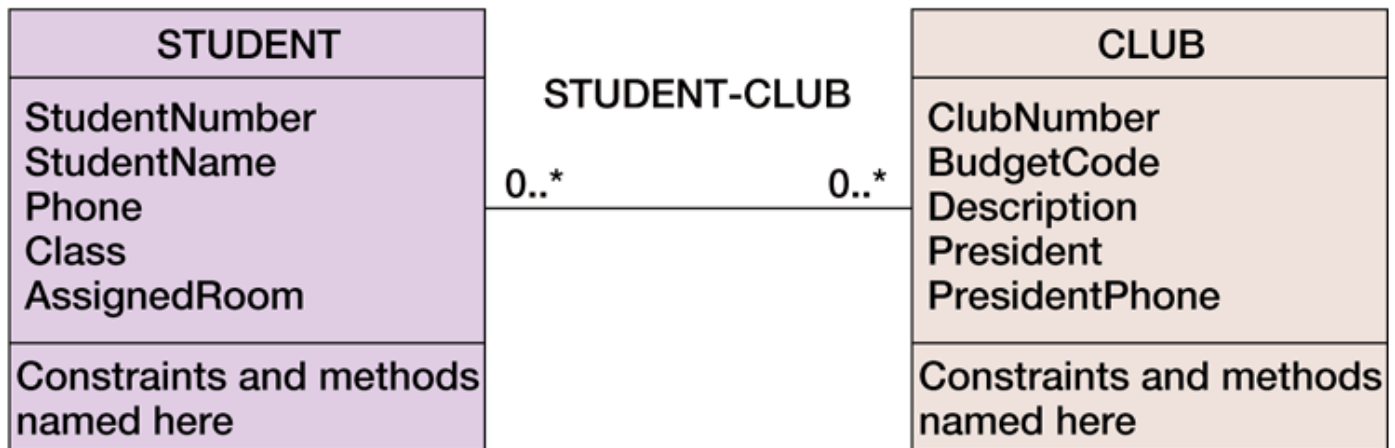 STUDENT
StudentNumber
StudentName
Phone
Class
AssignedRoom
Constraints and methods
named here
STUDENT-CLUB
0..*
0..*
CLUB
ClubNumber
BudgetCode
Description
President
PresidentPhone
Constraints and methods
named here